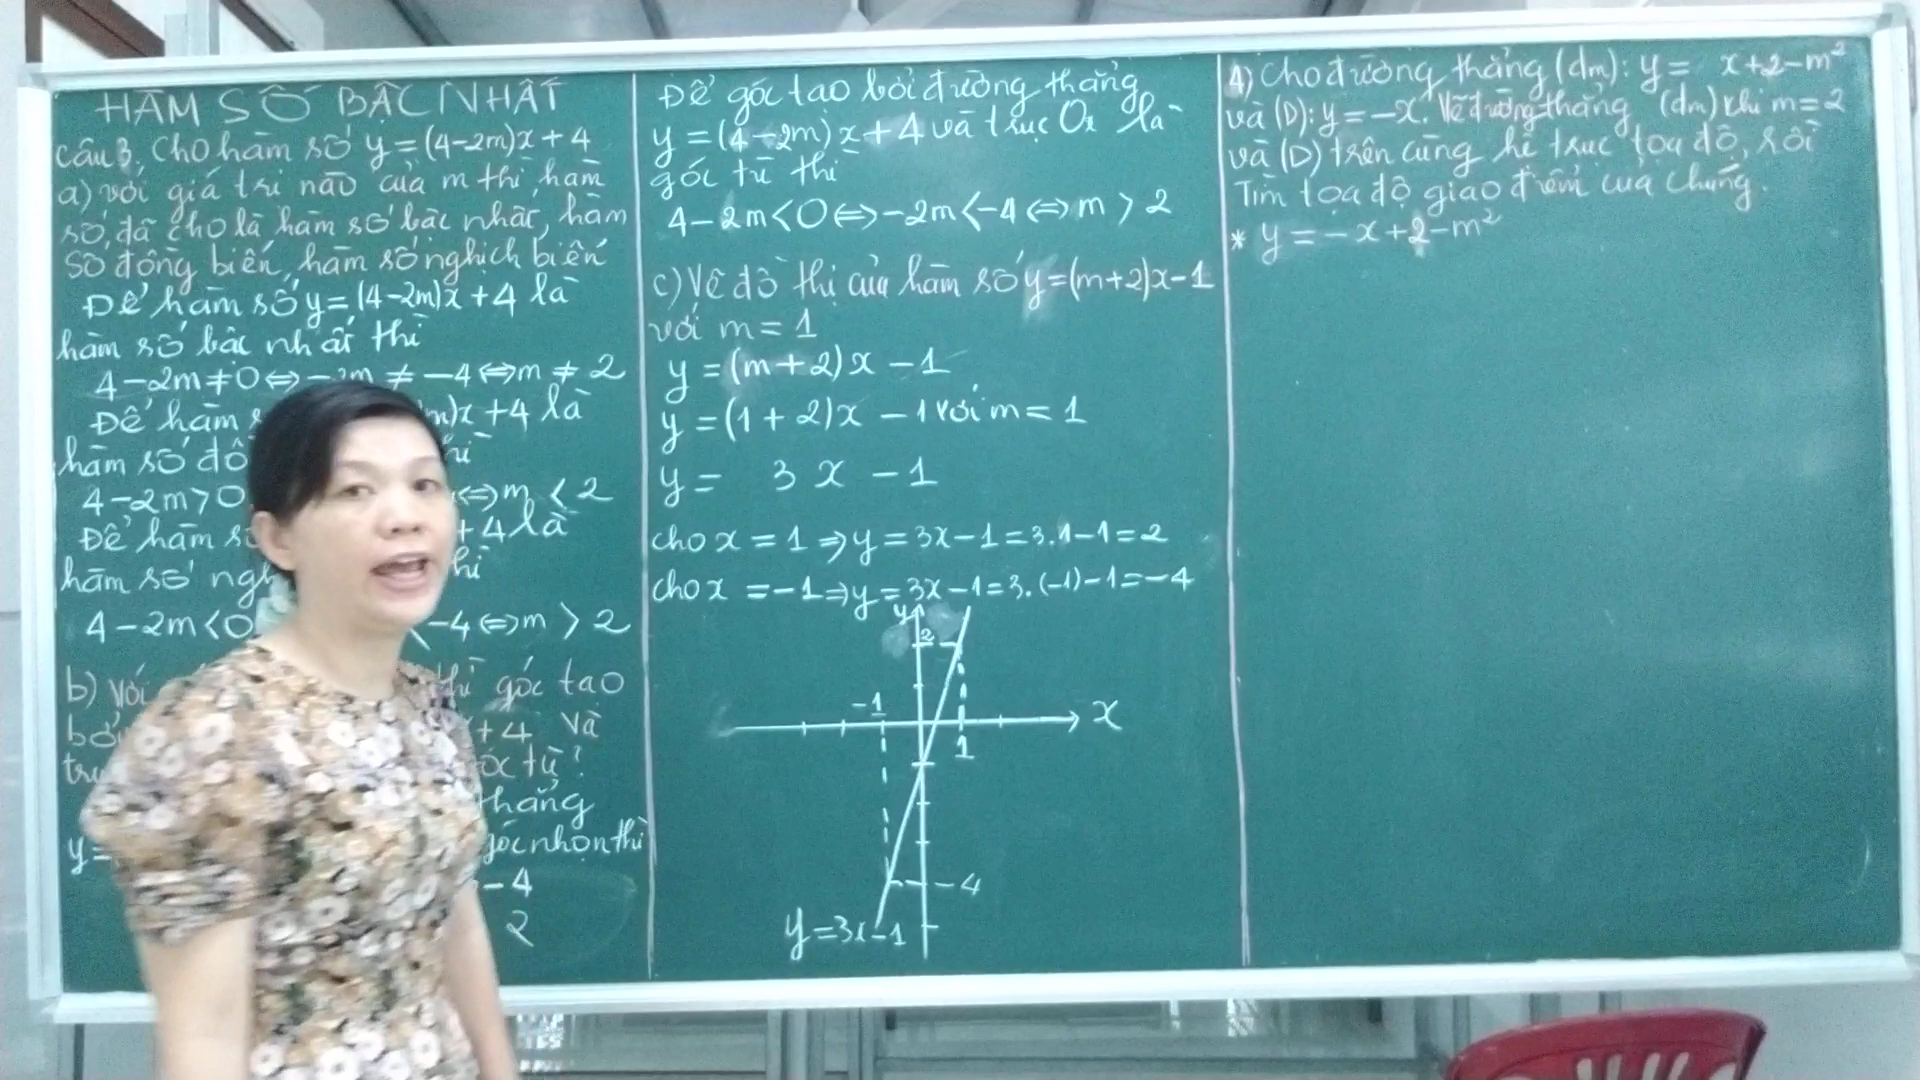 HÀM SỐ BẬC NHẤT
Câu 3. Cho hàm số y=(4-2m)x+4
a) với giá trị nào của m thì hàm
số đã cho là hàm số bậc nhất, hàm
số đồng biến, hàm số nghịch biến
Để hàm số y=(4-2m)x+4 là
hàm số bậc nhất thì
4-2m≠0⇔-2m≠-4⇔m≠2
Để hàm m)x+4 là
hàm số đồ
4-2m>0 ⇔m<2
Để hàm số +4 là
hàm số ngh thì
4-2m<0 <-4⇔m>2
b) Với thì góc tạo
bởi +4 và
tù?
thẳng
y= góc nhọn thì
-4
2
Để góc tạo bởi đường thẳng
y=(4-2m)x+4 và trục Ox là
góc tù thì
4-2m<0⇔-2m<-4⇔m>2
c) Vẽ đồ thị của hàm số y=(m+2)x-1
với m=1
y=(m+2)x-1
y=(1+2)x-1 với m=1
y= 3x-1
cho x=1⇒y=3x-1=3.1-1=2
cho x=-1⇒y=3x-1=3.(-1)-1=-4
y
2
-1
x
1
-4
y=3x-1
4) Cho đường thẳng (dm): y= x+2-m²
và (D): y=-x. Vẽ đường thẳng (dm) khi m=2
và (D) trên cùng hệ trục tọa độ, rồi
Tìm tọa độ giao điểm của chúng.
* y=-x+2-m²